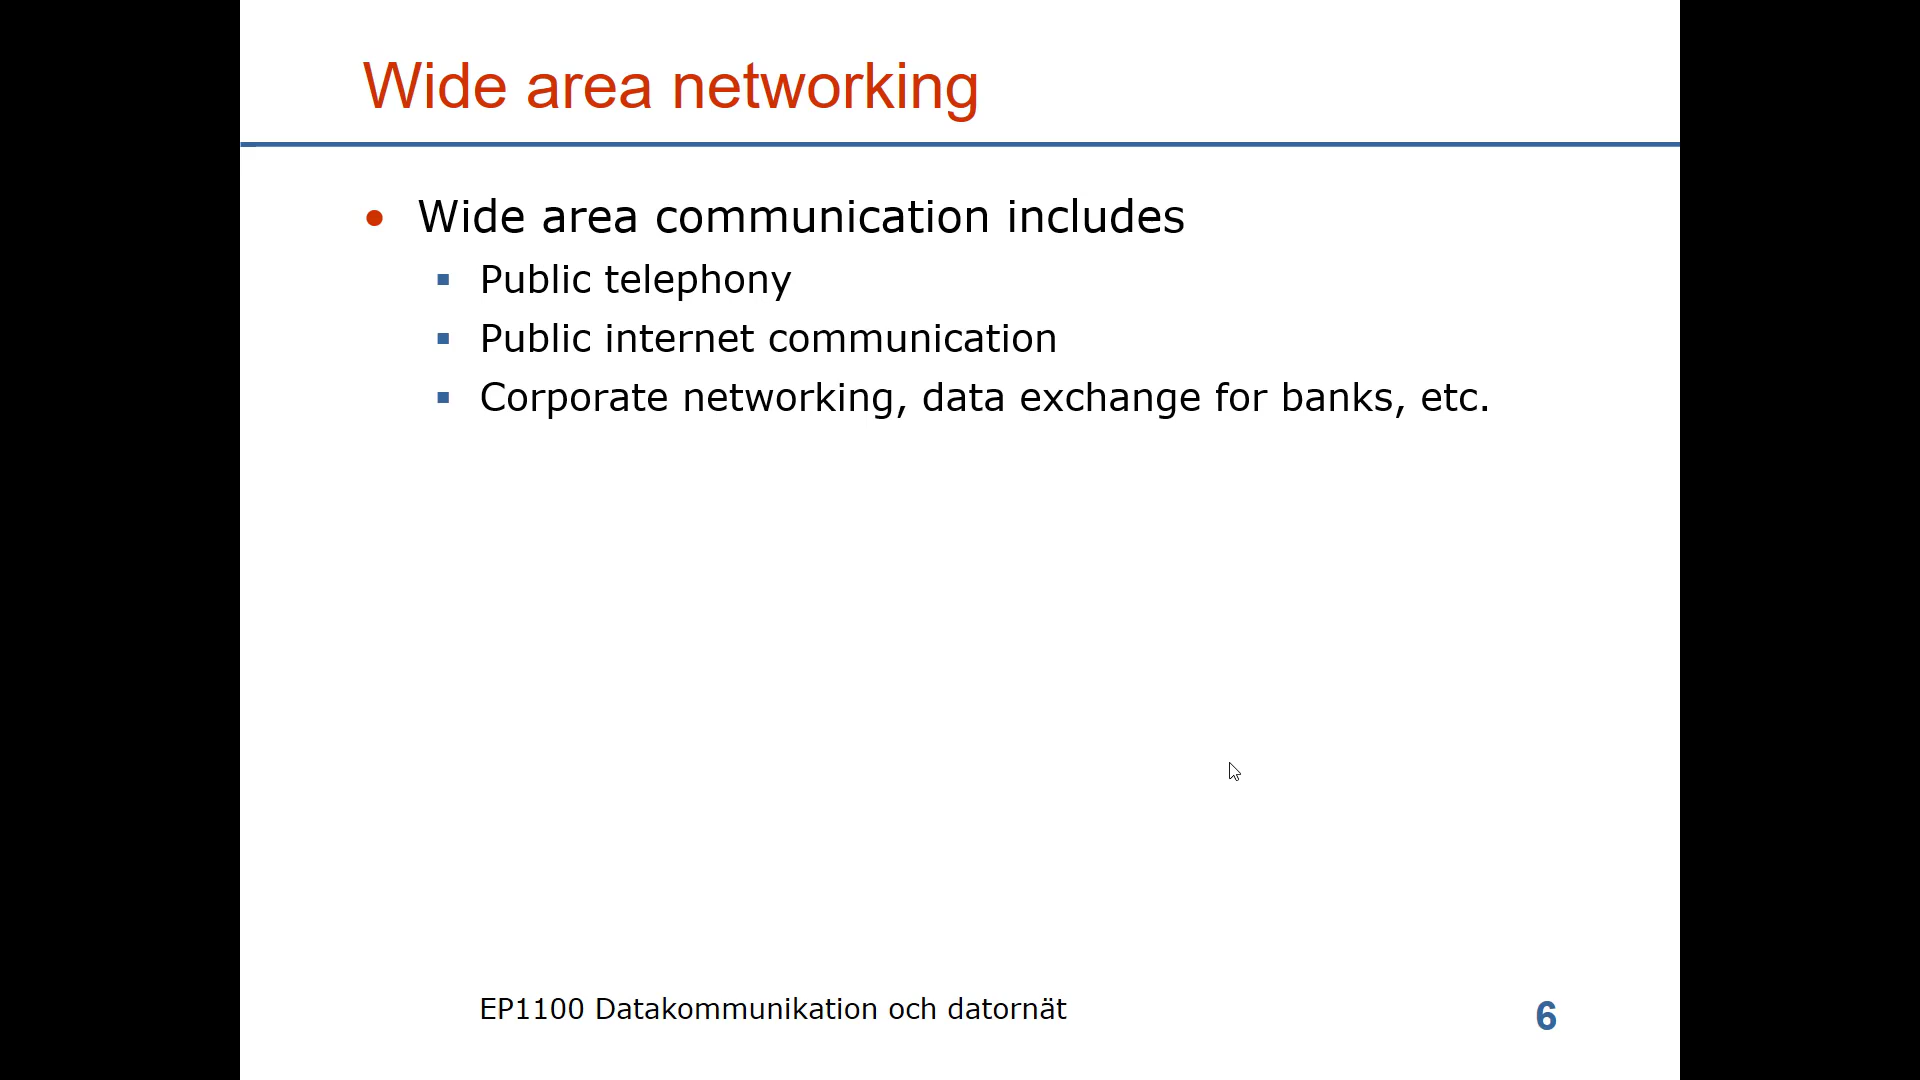 Wide area networking
Wide area communication includes
Public telephony
Public internet communication
Corporate networking, data exchange for banks, etc.
EP1100 Datakommunikation och datornät
6